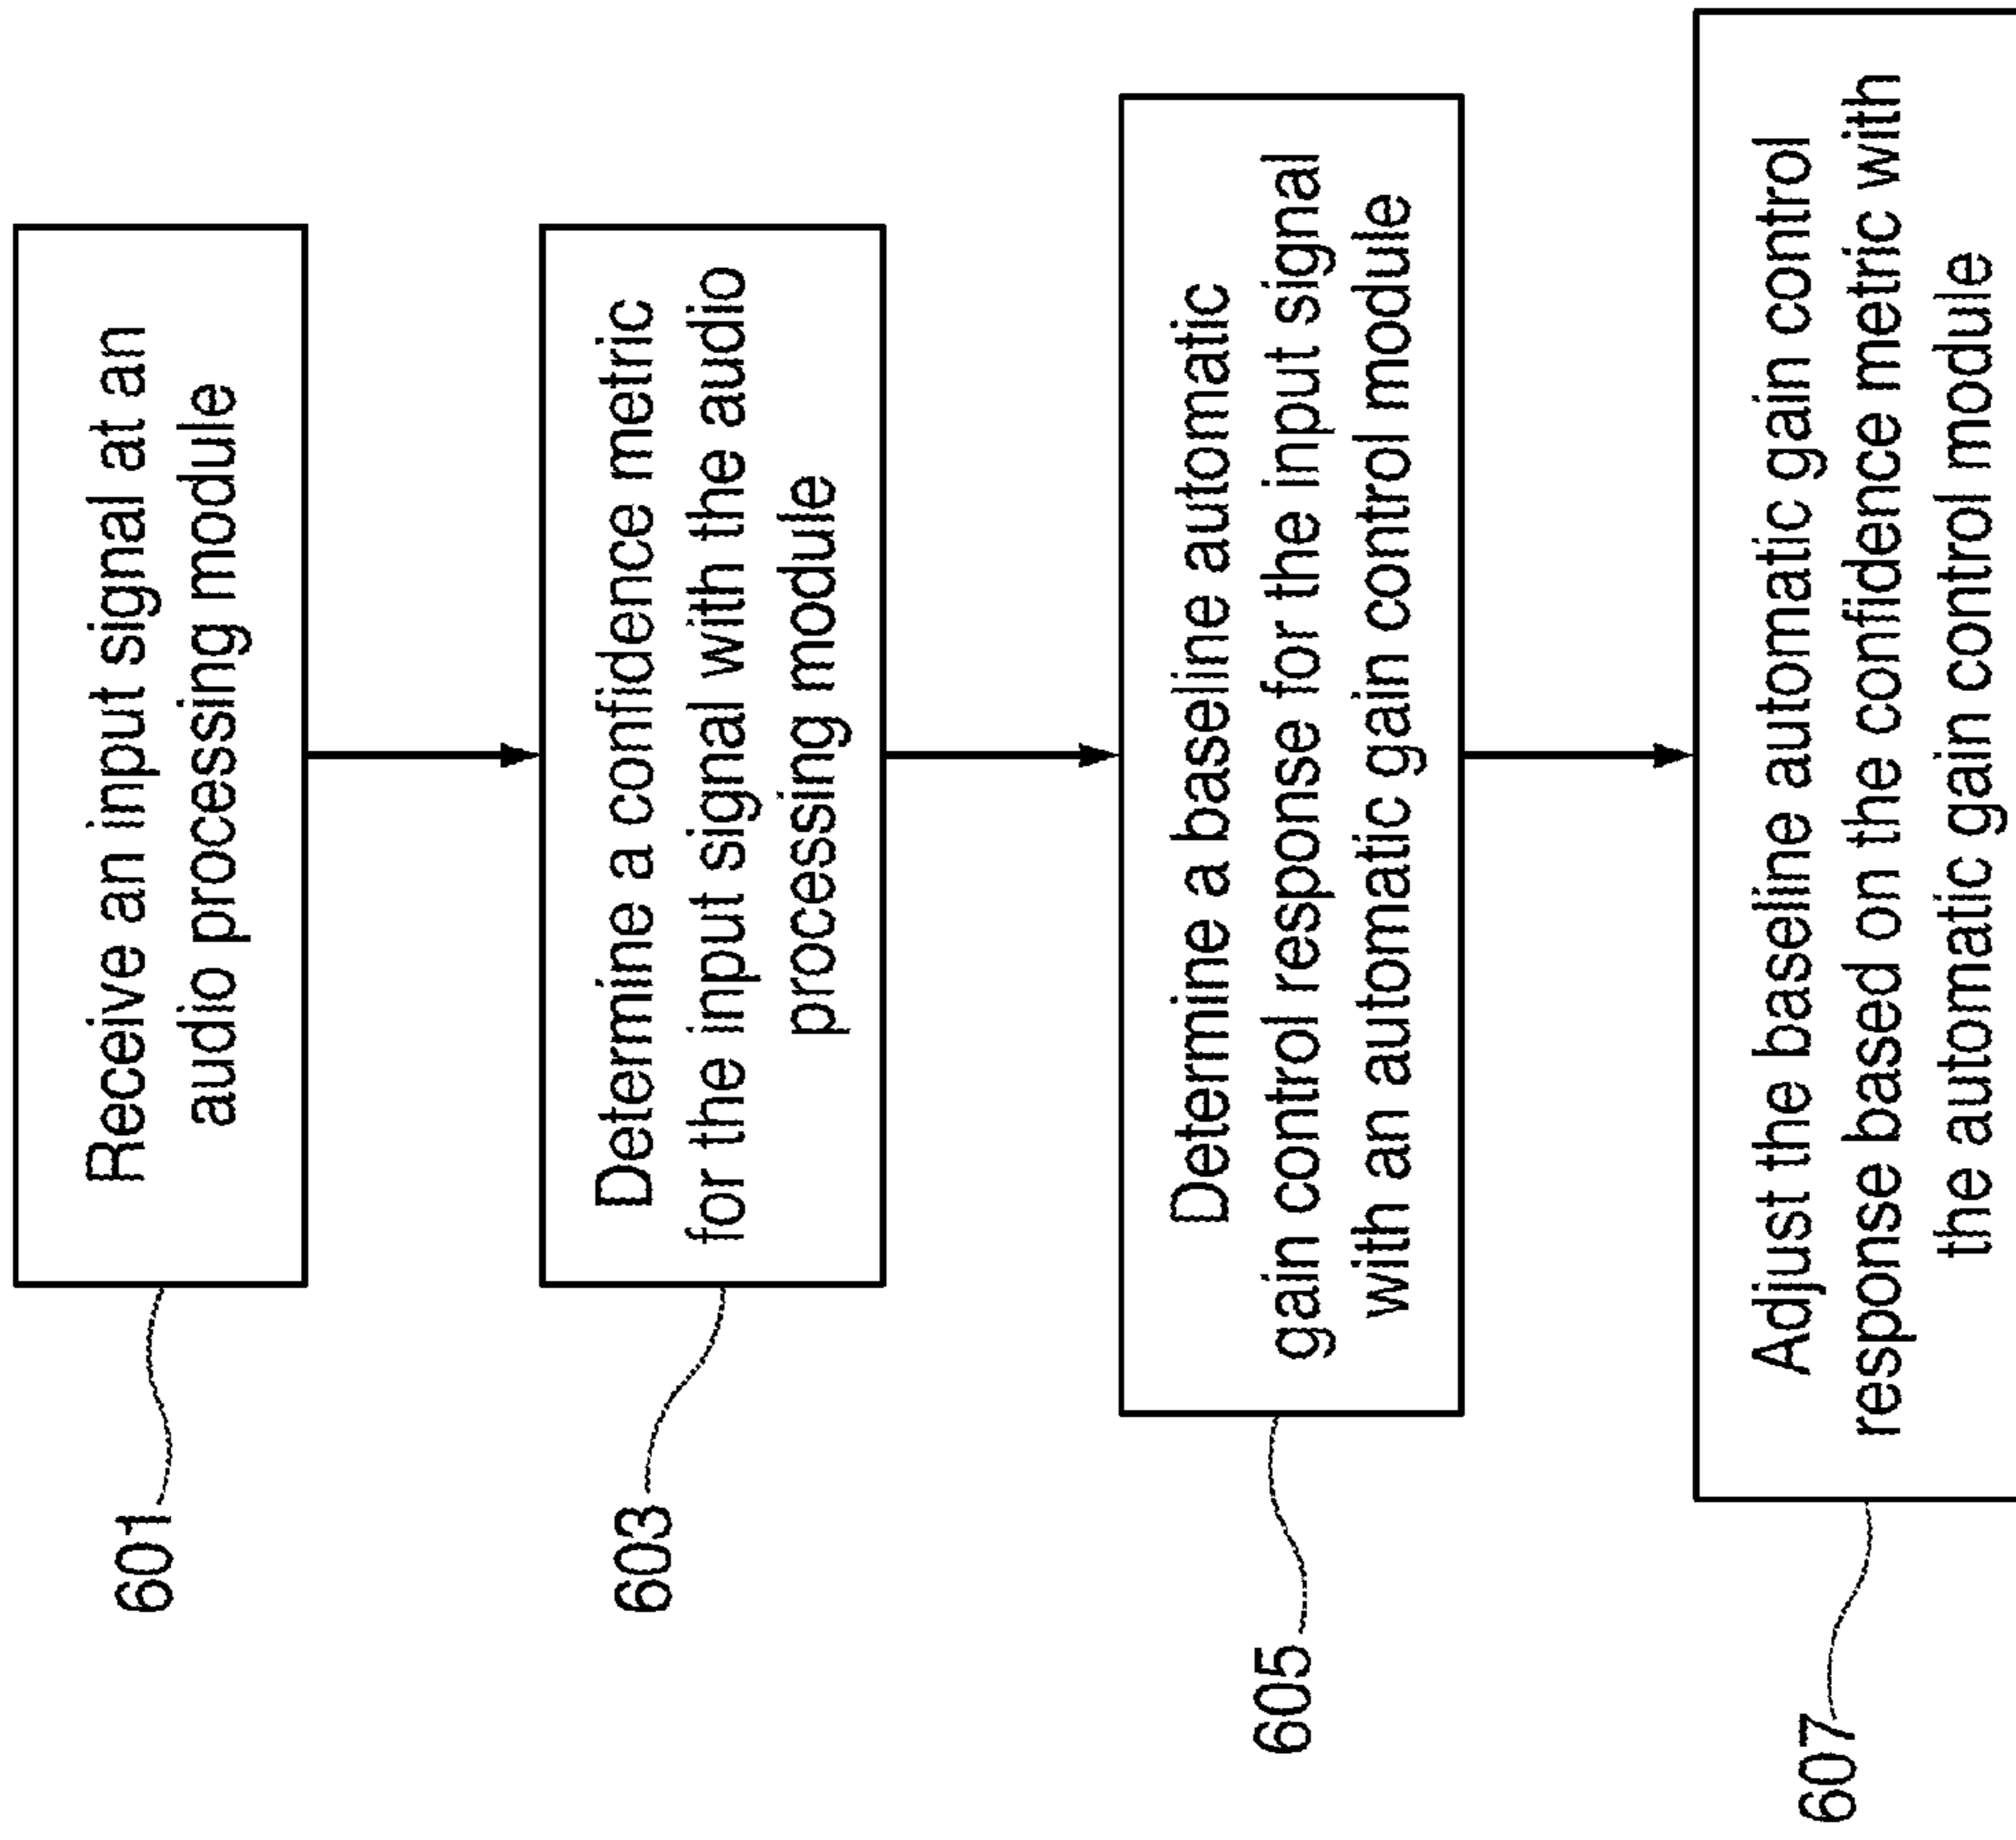 601
Receive an input signal at an
audio processing module
603
Determine a confidence metric
for the input signal with the audio
processing module
605
Determine a baseline automatic
gain control response for the input signal
with an automatic gain control module
607
Adjust the baseline automatic gain control
response based on the confidence metric with
the automatic gain control module